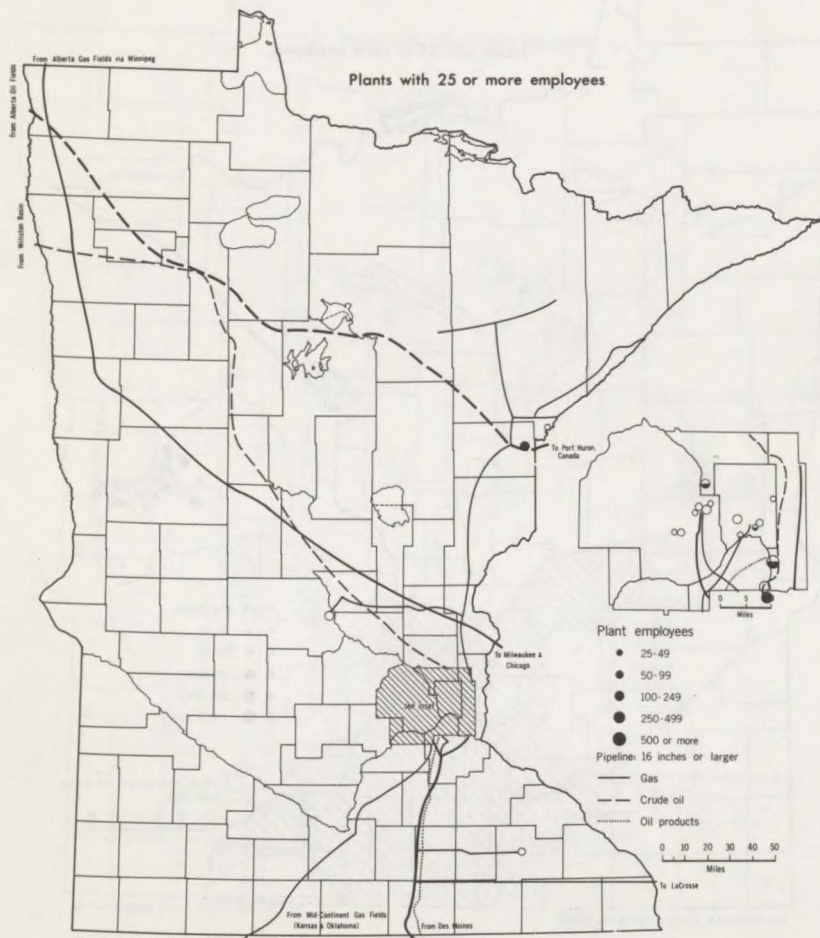 From Alberta Gas Fields via Winnipeg
Plants with 25 or more employees
From Alberta Oil Fields
From Williston Basin
To Port Huron,
Canada
0 5
Miles
To Milwaukee &
Chicago
See inset
Plant employees
25-49
50-99
100-249
250-499
500 or more
Pipeline: 16 inches or larger
Gas
Crude oil
Oil products
0 10 20 30 40 50
Miles
To LaCrosse
From Mid-Continent Gas Fields
(Kansas & Oklahoma)
From Des Moines